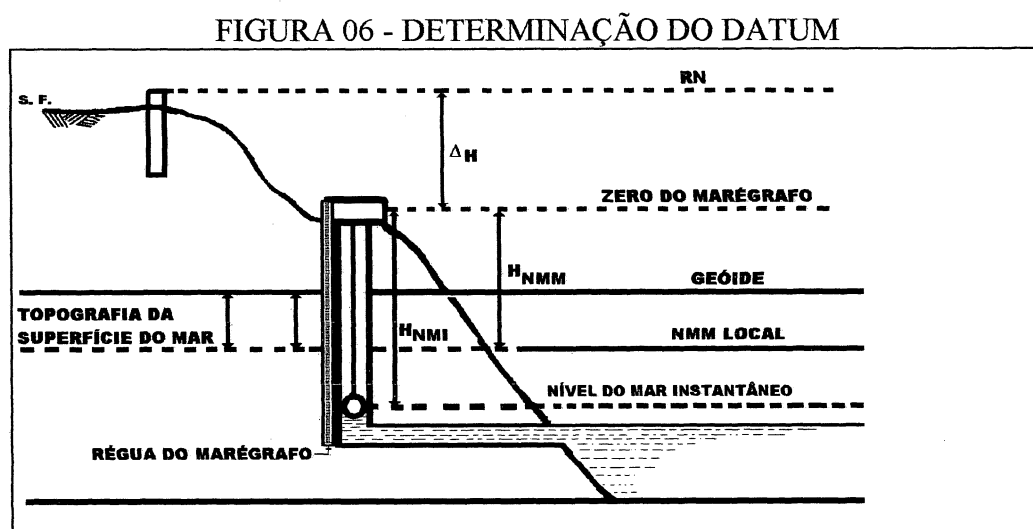 FIGURA 06 - DETERMINAÇÃO DO DATUM
RN
S. F.
ΔH
ZERO DO MARÉGRAFO
HNMM
GEÓIDE
TOPOGRAFIA DA
SUPERFÍCIE DO MAR
HNMI
NMM LOCAL
NÍVEL DO MAR INSTANTÂNEO
RÉGUA DO MARÉGRAFO